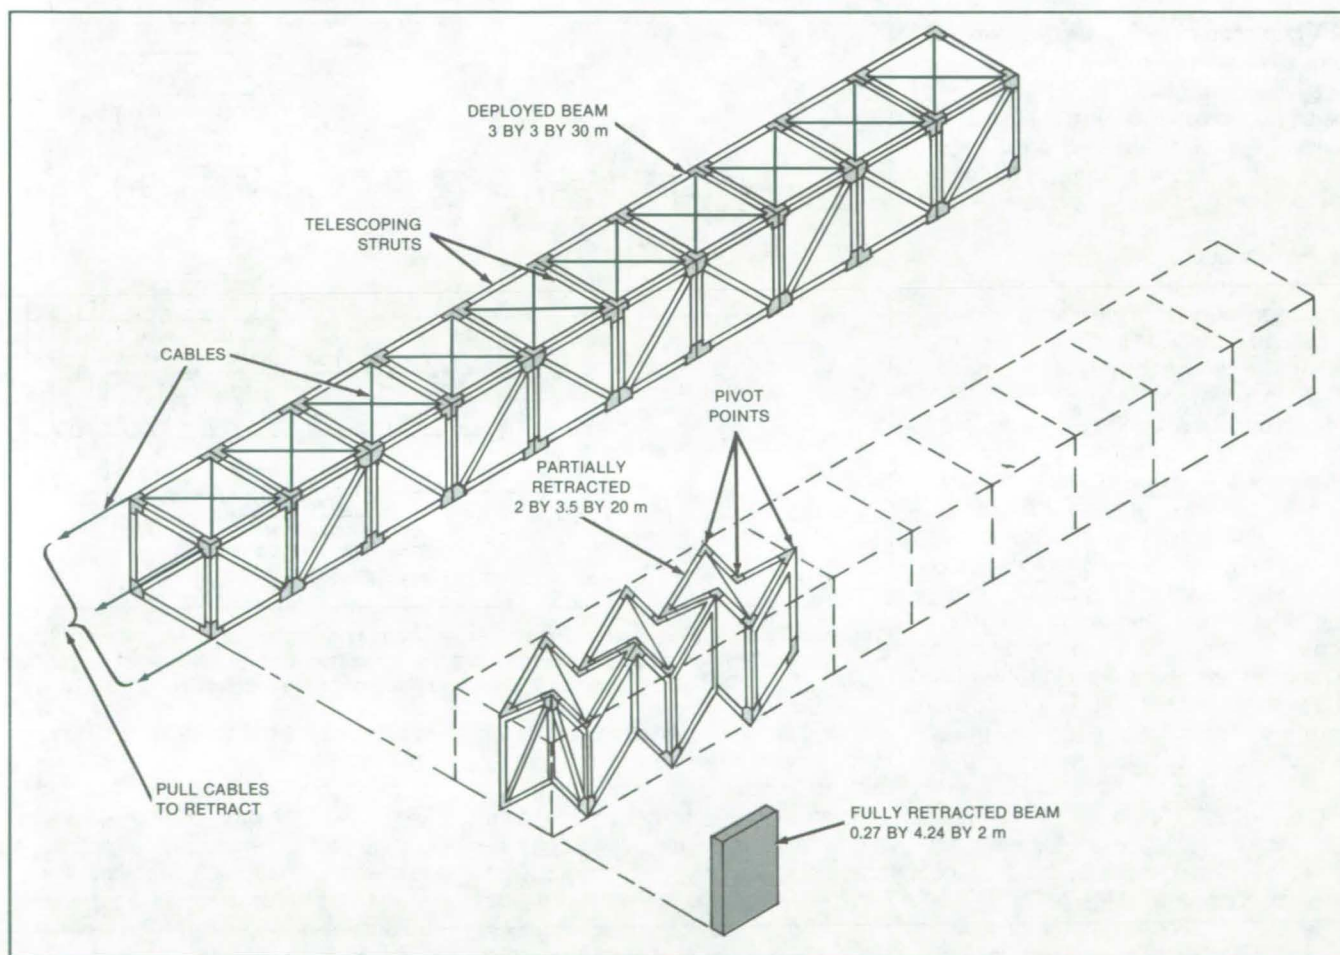 DEPLOYED BEAM
3 BY 3 BY 30 m
TELESCOPING
STRUTS
CABLES
PIVOT
POINTS
PARTIALLY
RETRACTED
2 BY 3.5 BY 20 m
PULL CABLES
TO RETRACT
FULLY RETRACTED BEAM
0.27 BY 4.24 BY 2 m